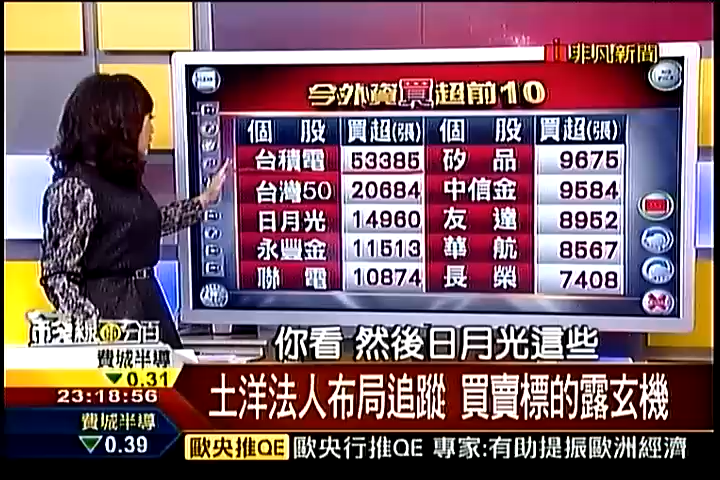 非凡新聞
今外資買超前10
個股 買超(張) 個股 買超(張)
台積電 53385 矽品 9675
台灣50 20684 中信金 9584
日月光 14960 友達 8952
永豐金 11513 華航 8567
聯電 10874 長榮 7408
你看 然後日月光這些
費城半導
▼0.31
土洋法人布局追蹤 買賣標的露玄機
23:18:56
費城半導
▽0.39
歐央推QE 歐央行推QE 專家:有助提振歐洲經濟